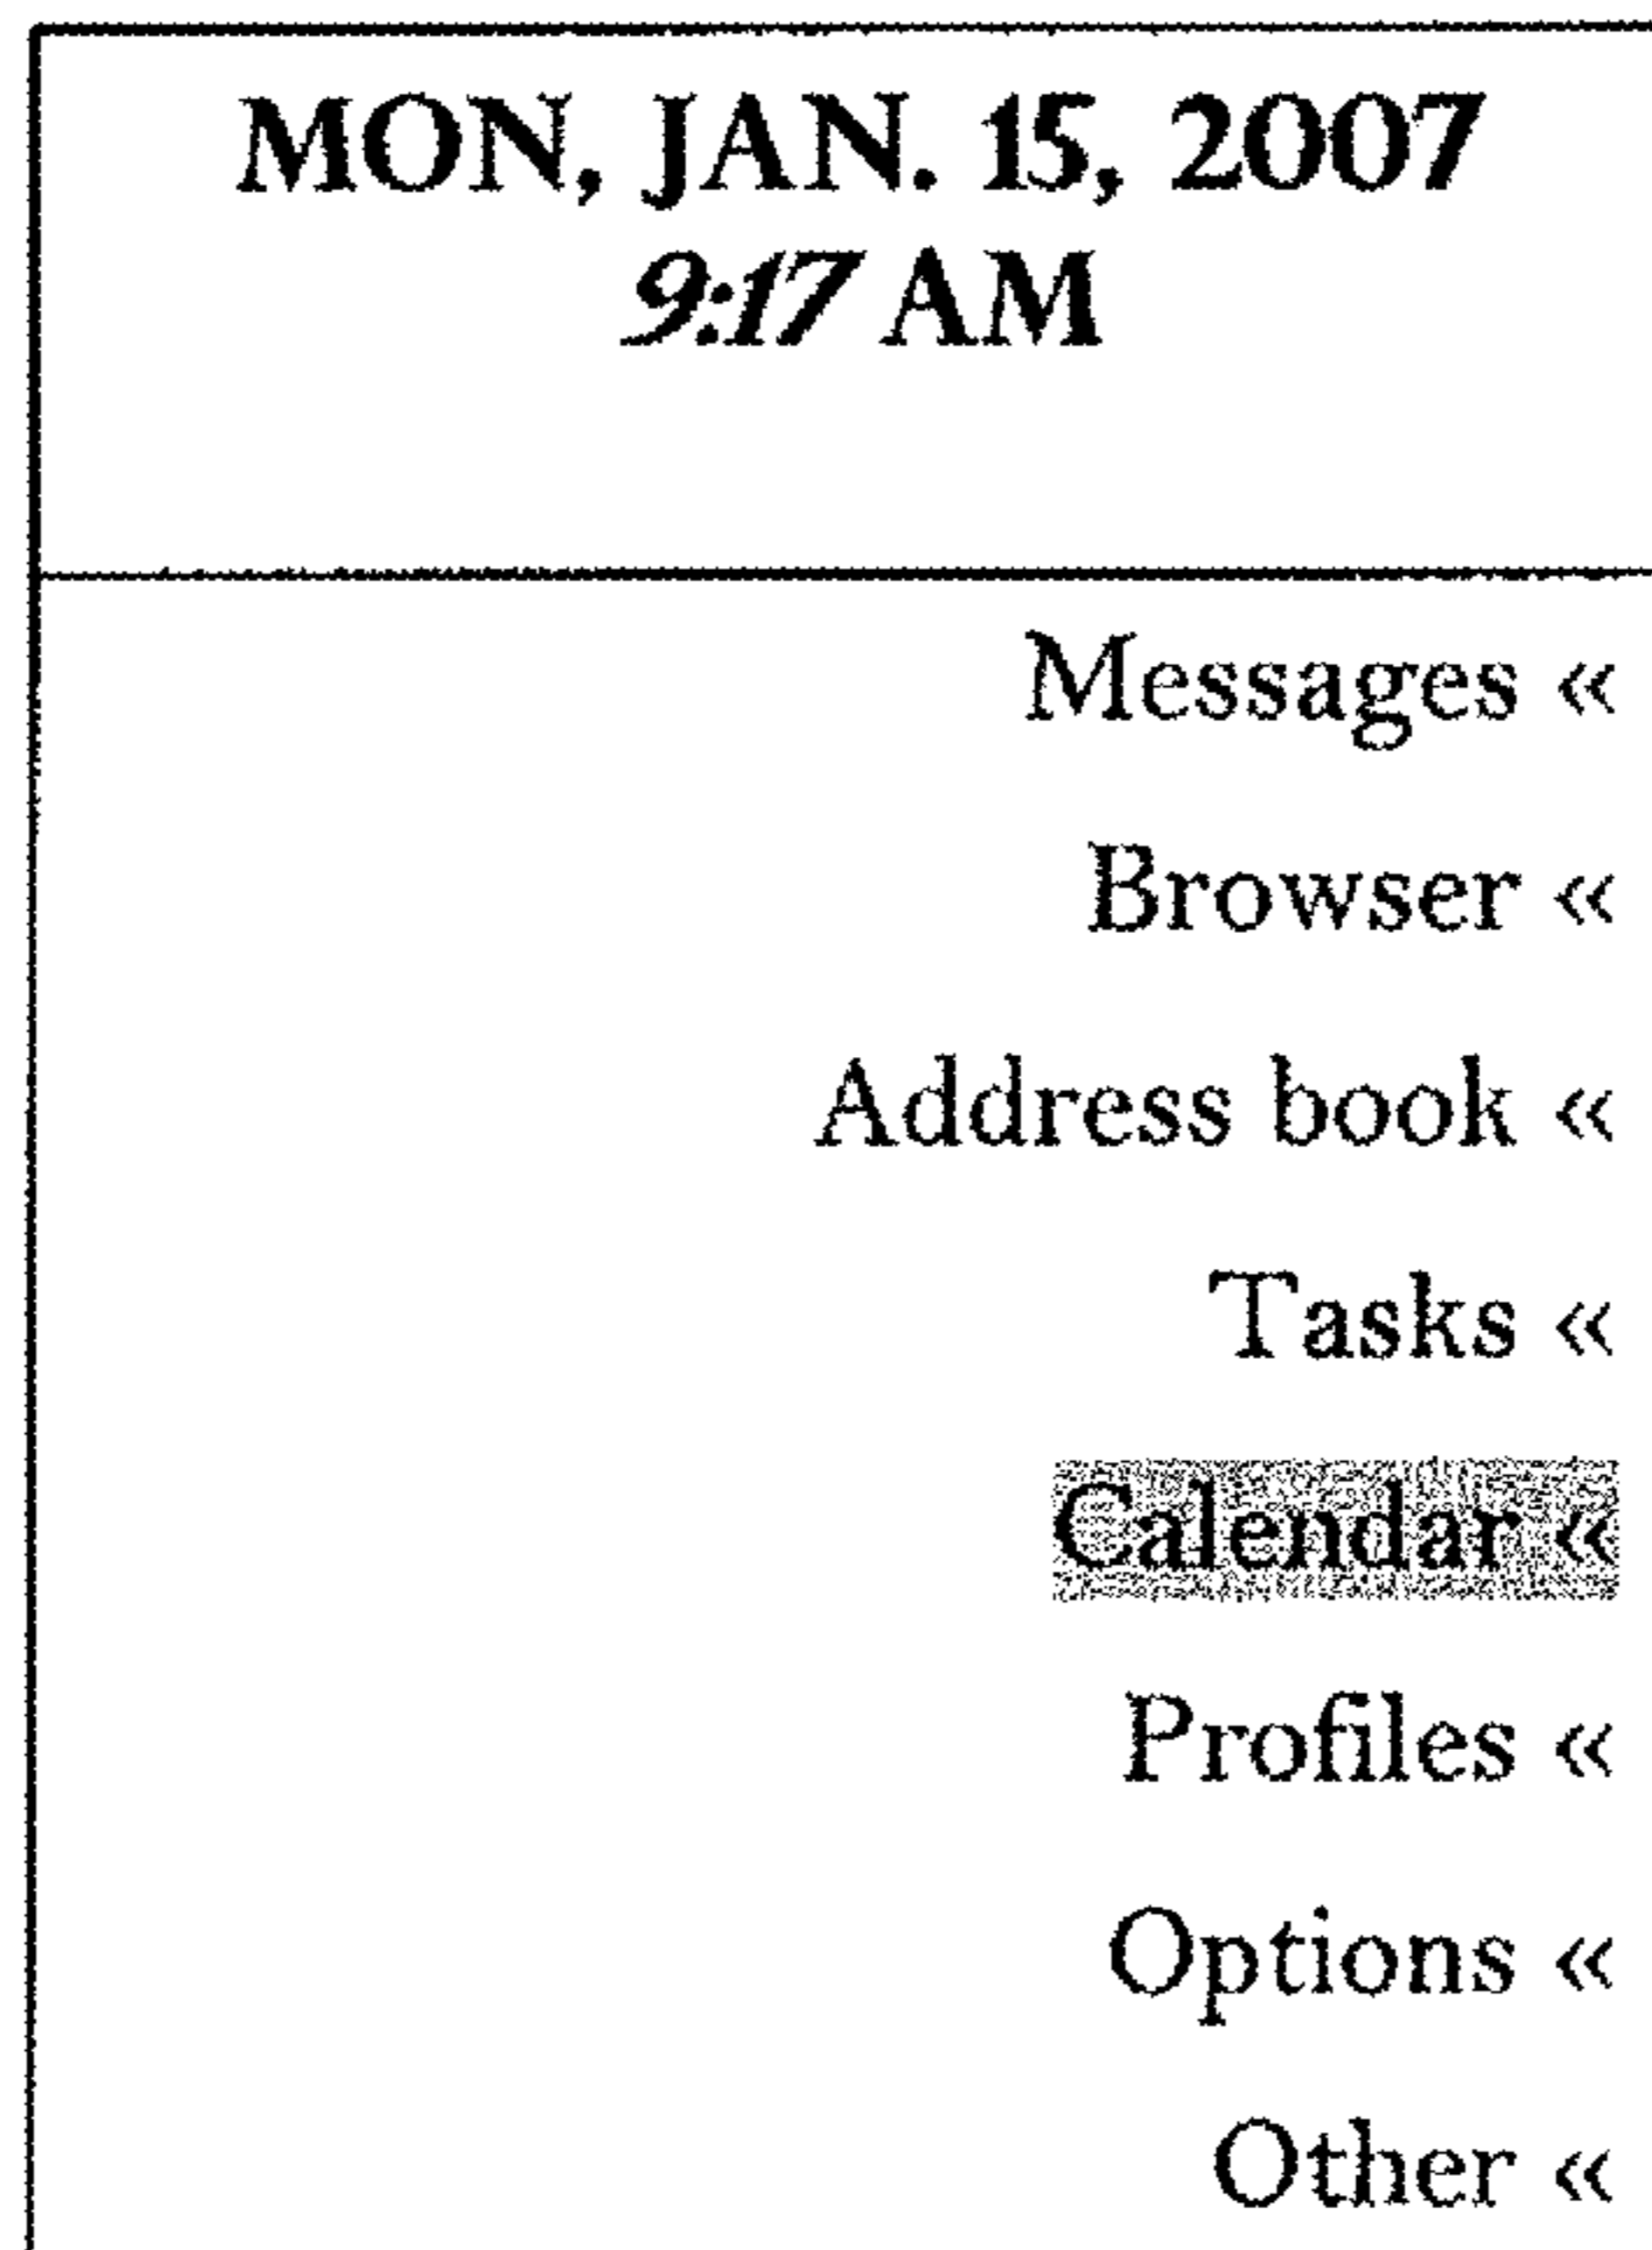 MON, JAN. 15, 2007
9:17 AM
Messages «
Browser «
Address book «
Tasks «
Calendar «
Profiles «
Options «
Other «